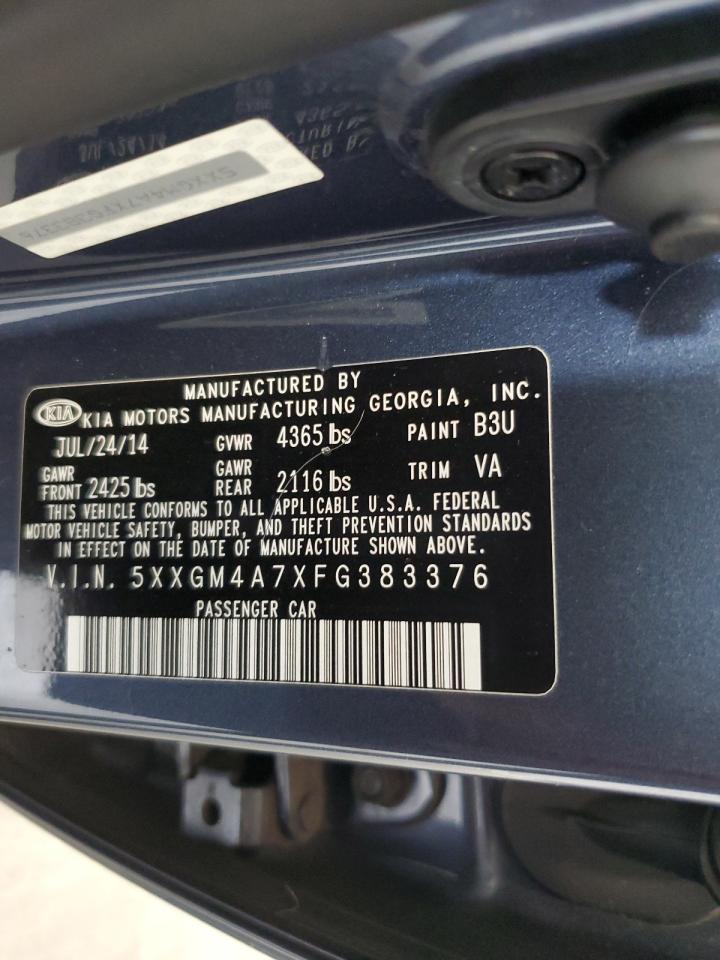 5XXGM4A7XFG383376
MANUFACTURED BY
KIA KIA MOTORS MANUFACTURING GEORGIA, INC.
JUL/24/14 GVWR 4365 lbs PAINT B3U
GAWR FRONT 2425 lbs GAWR REAR 2116 lbs TRIM VA
THIS VEHICLE CONFORMS TO ALL APPLICABLE U.S.A. FEDERAL
MOTOR VEHICLE SAFETY, BUMPER, AND THEFT PREVENTION STANDARDS
IN EFFECT ON THE DATE OF MANUFACTURE SHOWN ABOVE.
V.I.N. 5XXGM4A7XFG383376
PASSENGER CAR